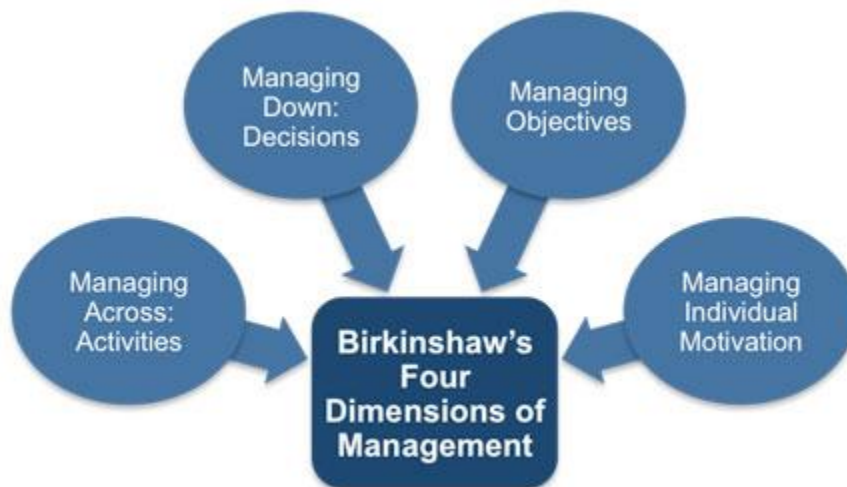 Managing
Down:
Decisions
Managing
Objectives
Managing
Across:
Activities
Managing
Individual
Motivation
Birkinshaw's
Four
Dimensions of
Management